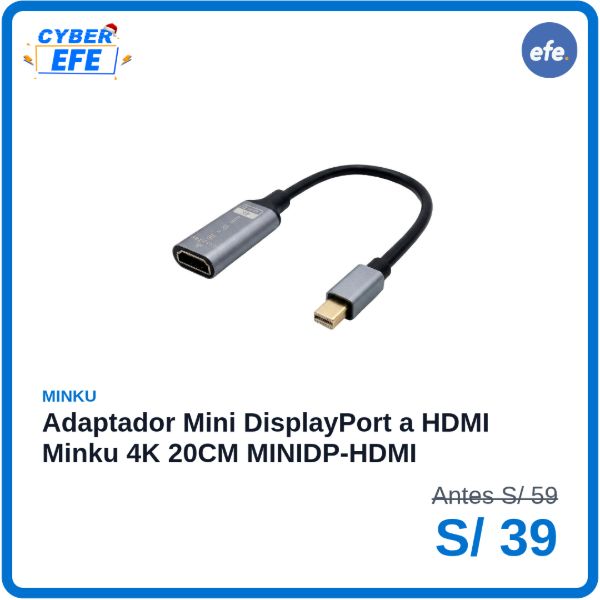 CYBER
EFE
efe.
MINKU
Adaptador Mini DisplayPort a HDMI
Minku 4K 20CM MINIDP-HDMI
Antes S/ 59
S/ 39